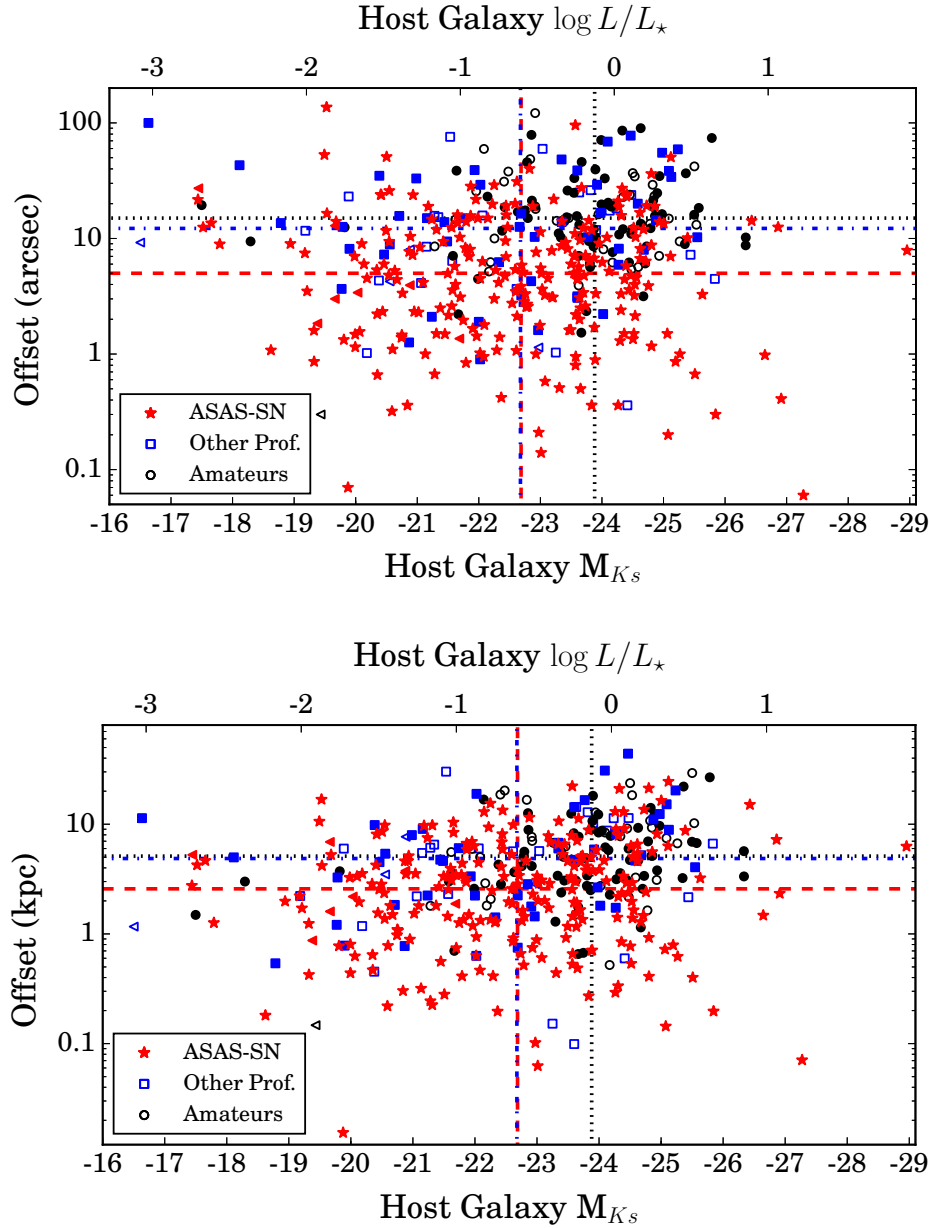 Host Galaxy log L/L⋆
-3 -2 -1 0 1
Offset (arcsec)
100
10
1
0.1
ASAS-SN
Other Prof.
Amateurs
-16 -17 -18 -19 -20 -21 -22 -23 -24 -25 -26 -27 -28 -29
Host Galaxy M_Ks
Host Galaxy log L/L⋆
-3 -2 -1 0 1
Offset (kpc)
10
1
0.1
ASAS-SN
Other Prof.
Amateurs
-16 -17 -18 -19 -20 -21 -22 -23 -24 -25 -26 -27 -28 -29
Host Galaxy M_Ks